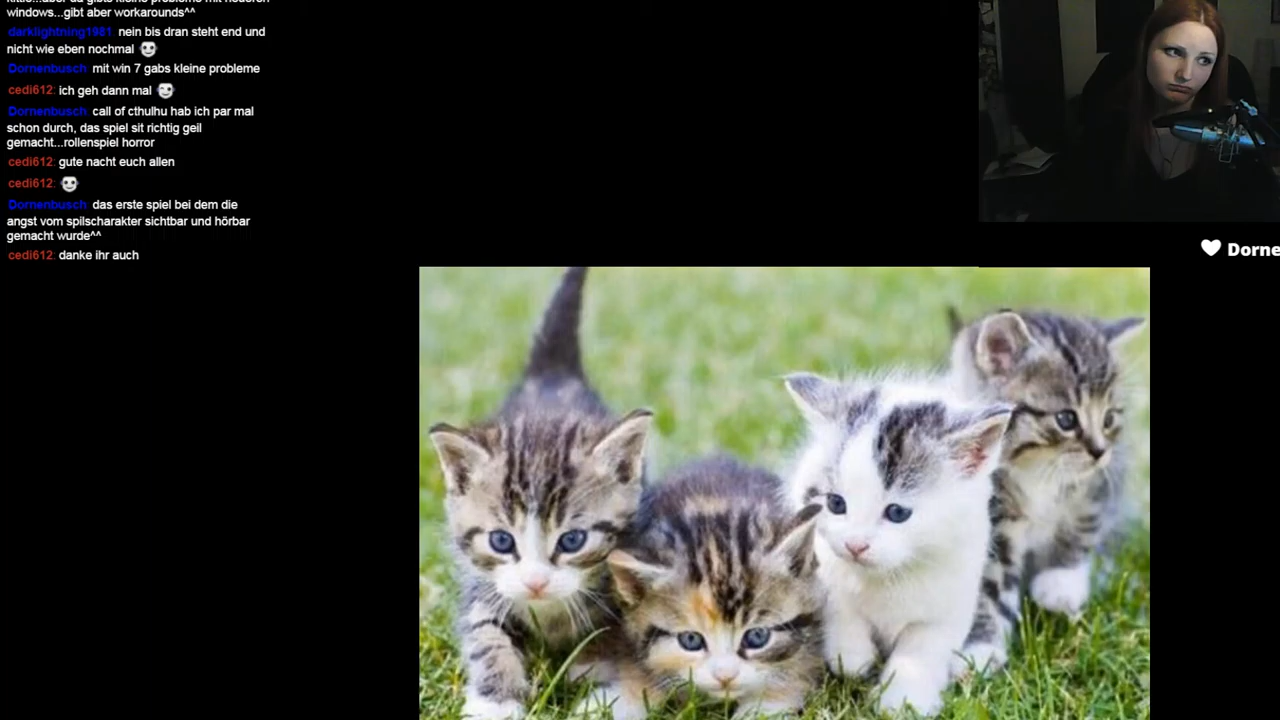 windows...gibt aber workarounds^^
darklightning1981 nein bis dran steht end und
nicht wie eben nochmal
Dornenbusch mit win 7 gabs kleine probleme
cedi612: ich geh dann mal
Dornenbusch call of cthulhu hab ich par mal
schon durch, das spiel sit richtig geil
gemacht...rollenspiel horror
cedi612: gute nacht euch allen
cedi612:
Dornenbusch das erste spiel bei dem die
angst vom spilscharakter sichtbar und hörbar
gemacht wurde^^
cedi612: danke ihr auch
Dorne